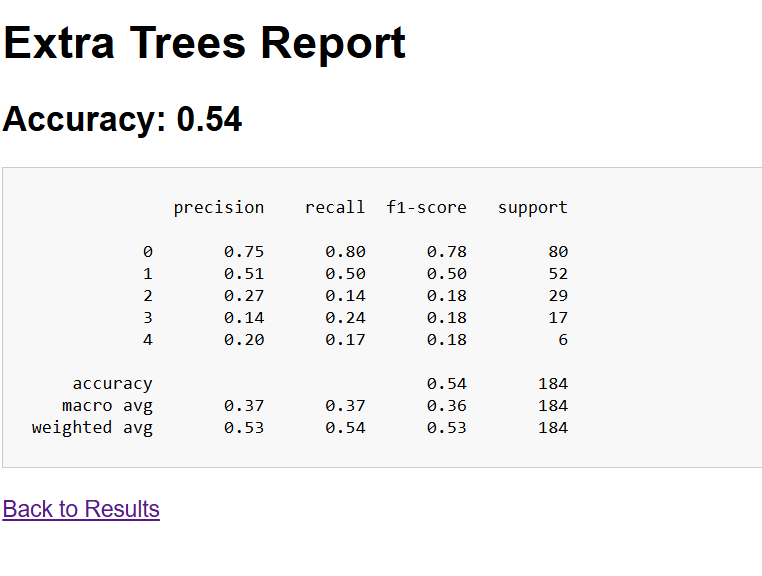 Extra Trees Report
Accuracy: 0.54
precision recall f1-score support
0 0.75 0.80 0.78 80
1 0.51 0.50 0.50 52
2 0.27 0.14 0.18 29
3 0.14 0.24 0.18 17
4 0.20 0.17 0.18 6
accuracy 0.54 184
macro avg 0.37 0.37 0.36 184
weighted avg 0.53 0.54 0.53 184
Back to Results